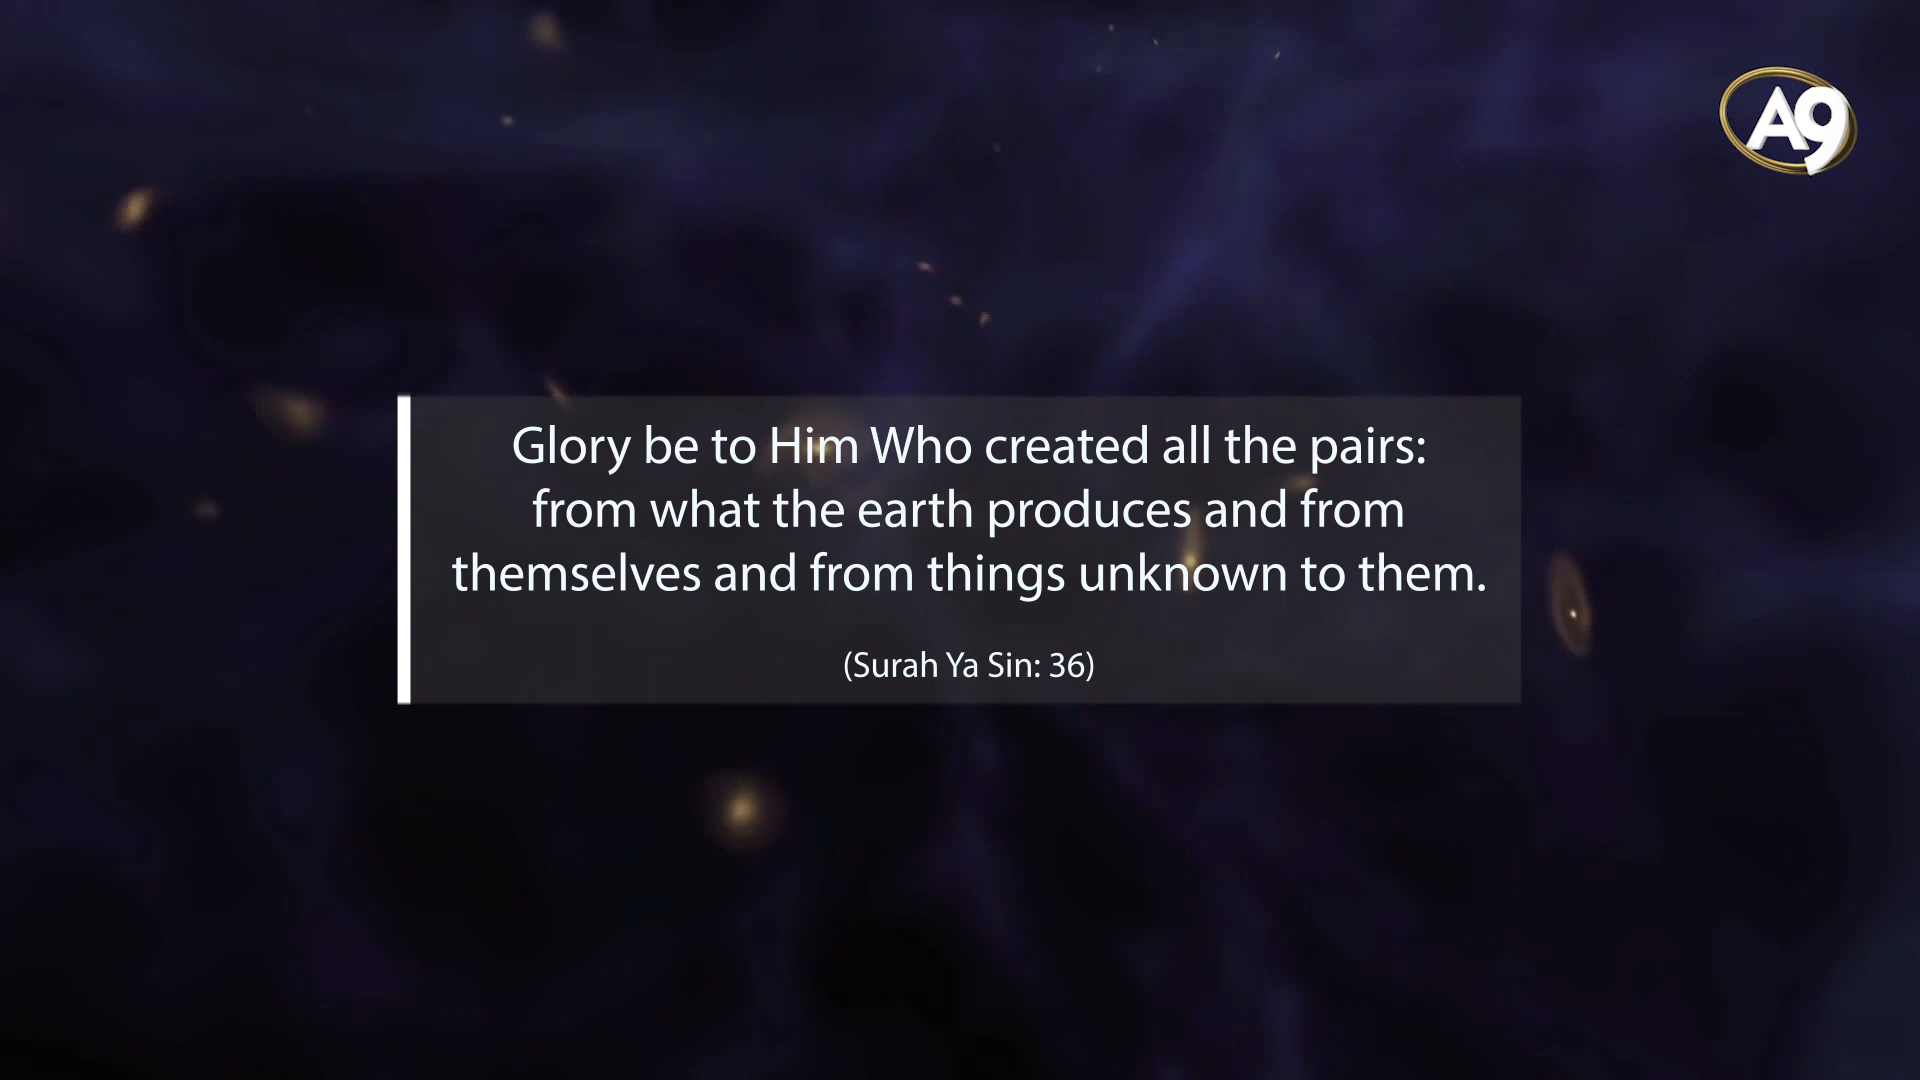 A9
Glory be to Him Who created all the pairs:
from what the earth produces and from
themselves and from things unknown to them.
(Surah Ya Sin: 36)